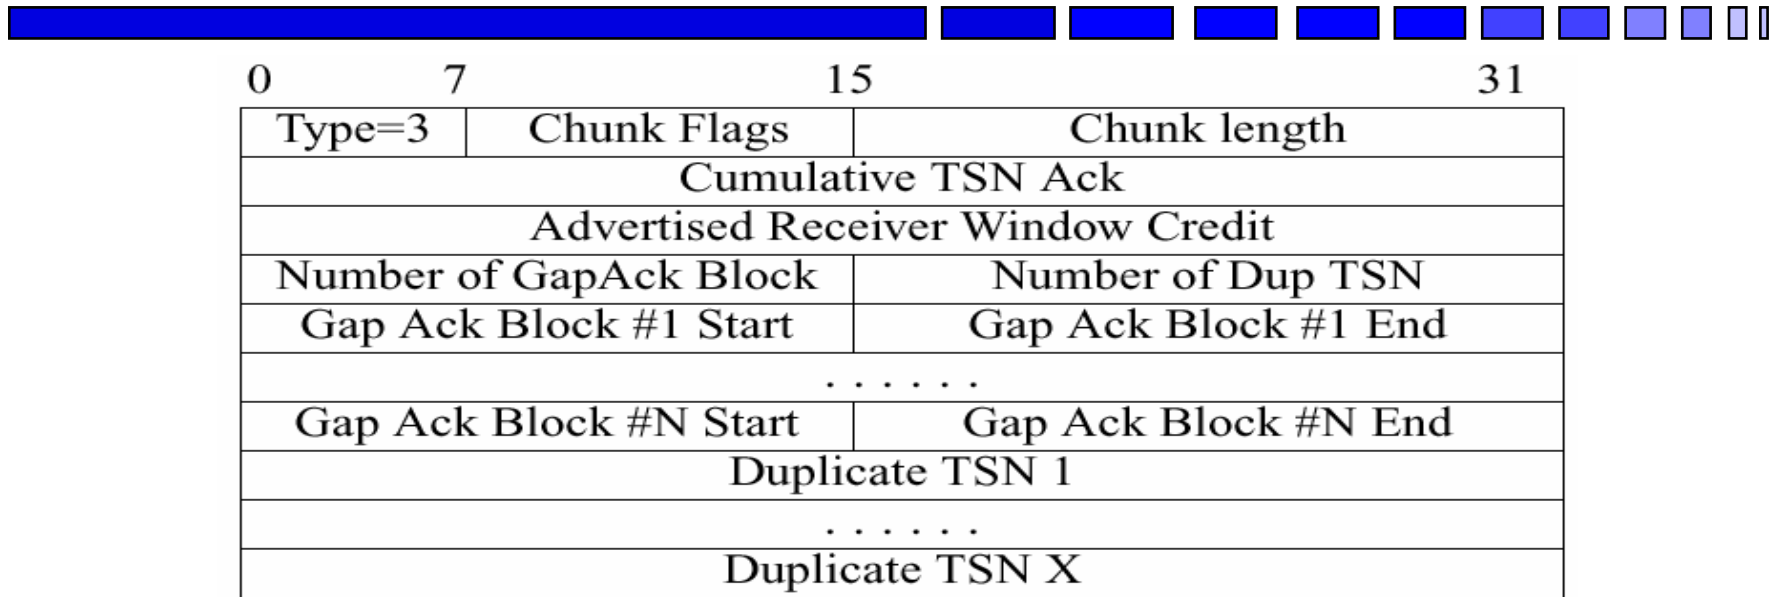 0 7 15 31
Type=3 Chunk Flags Chunk length
Cumulative TSN Ack
Advertised Receiver Window Credit
Number of GapAck Block Number of Dup TSN
Gap Ack Block #1 Start Gap Ack Block #1 End
. . . . . .
Gap Ack Block #N Start Gap Ack Block #N End
Duplicate TSN 1
. . . . . .
Duplicate TSN X